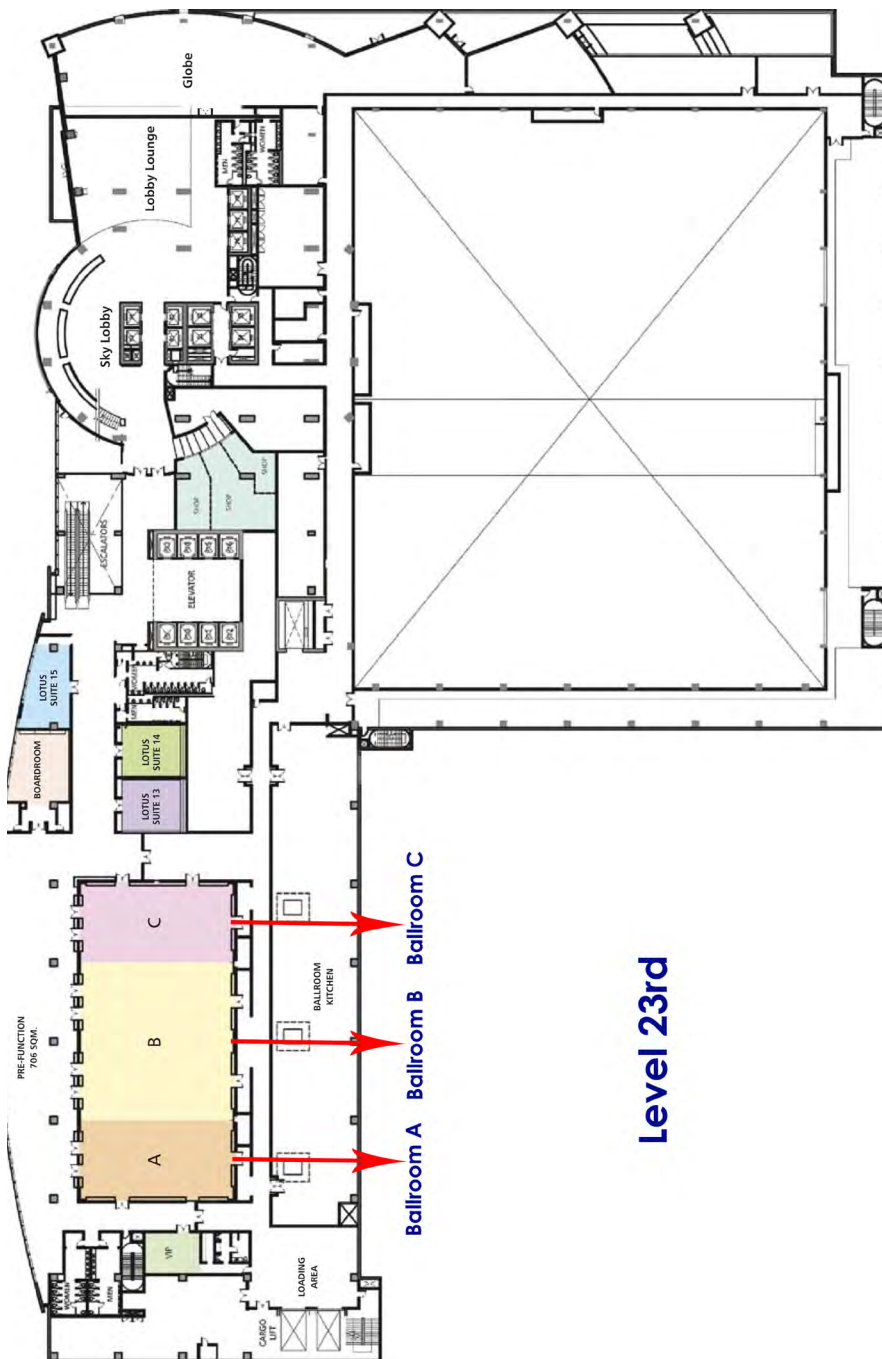 Globe
Lobby Lounge
MEN
WOMEN
Sky Lobby
SHOP
SHOP
SHOP
ESCALATORS
ELEVATOR
LOTUS
SUITE 15
WOMEN
MEN
BOARDROOM
LOTUS
SUITE 14
LOTUS
SUITE 13
PRE-FUNCTION
706 SQM.
C
B
A
BALLROOM
KITCHEN
Ballroom C
Ballroom B
Ballroom A
Level 23rd
VIP
WOMEN
MEN
LOADING
AREA
CARGO
LIFT